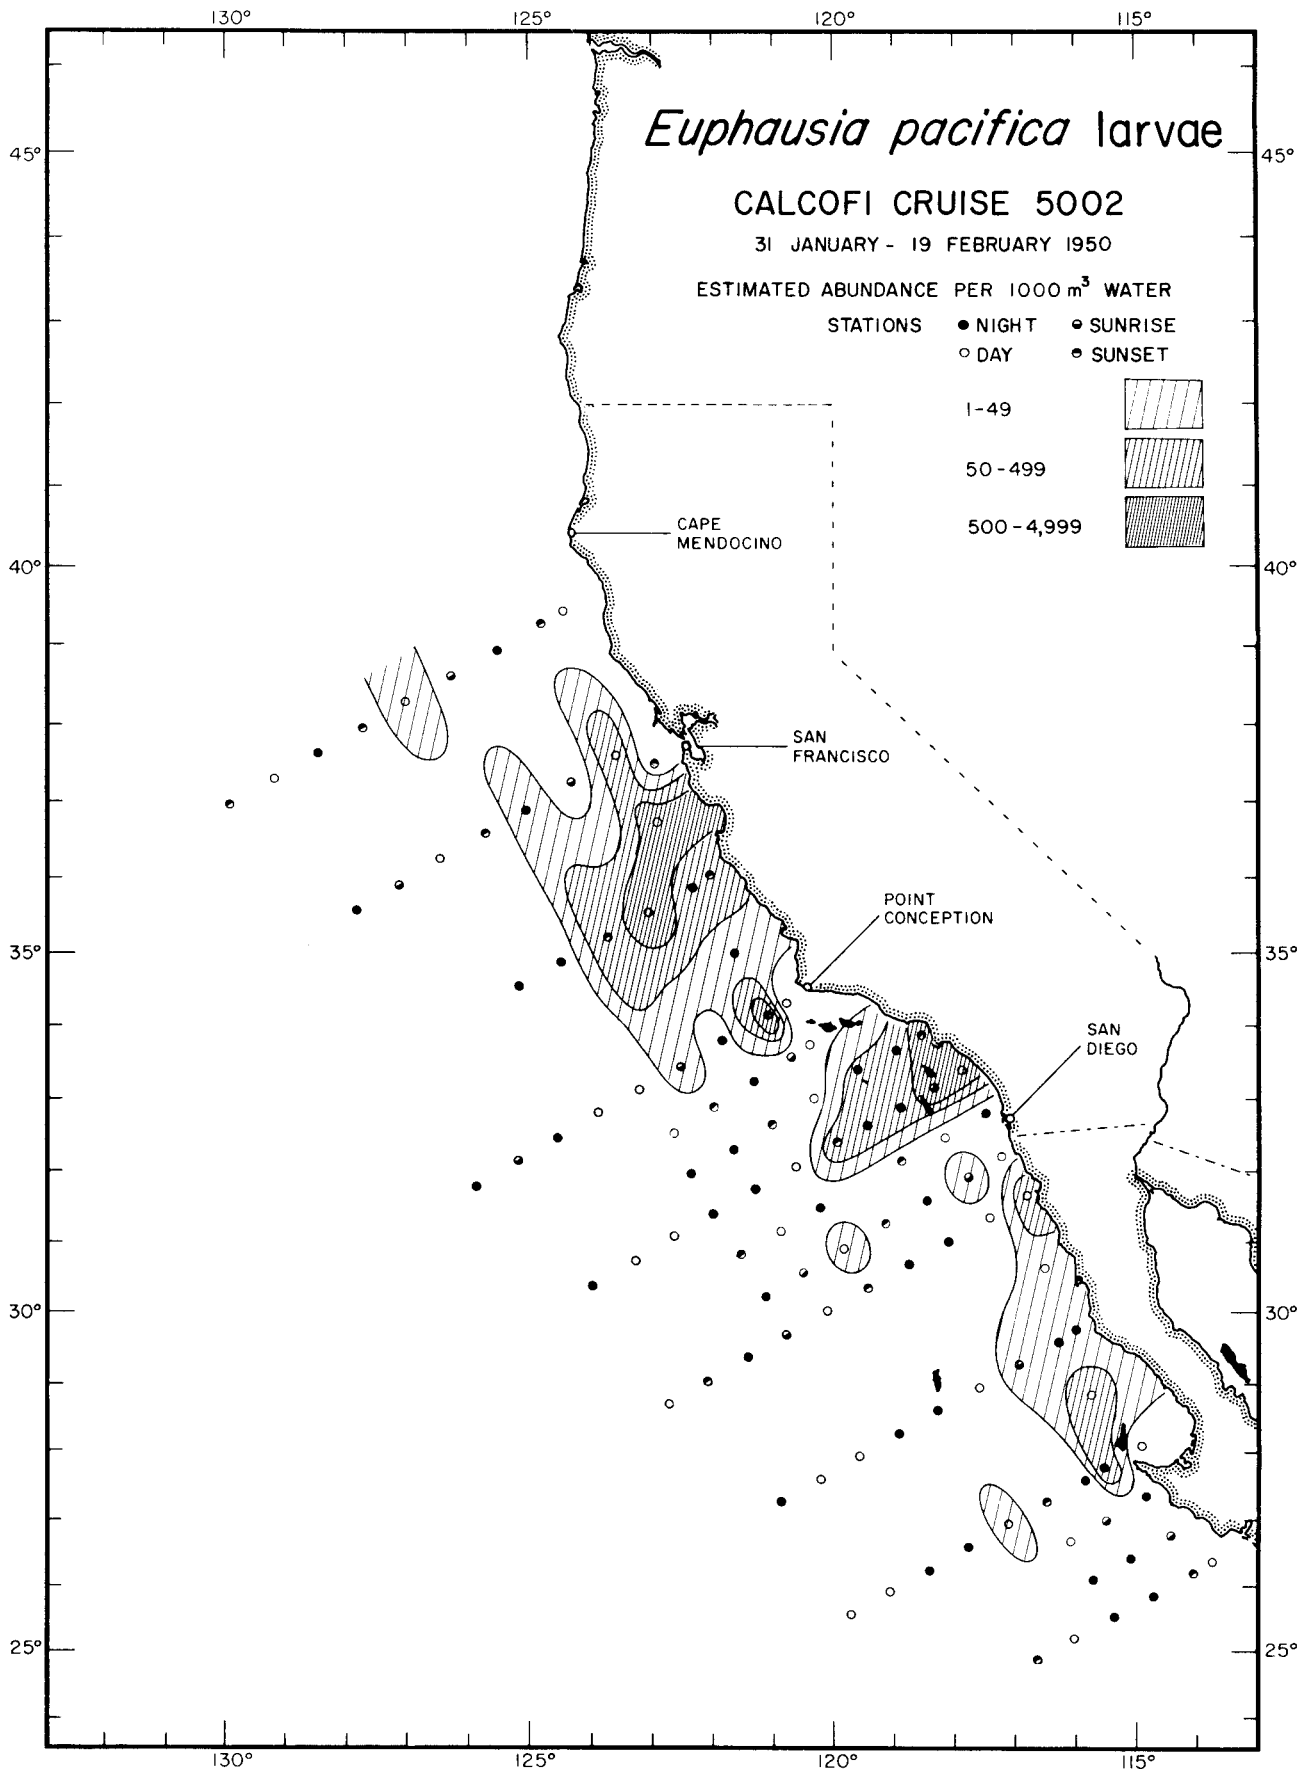 130° 125° 120° 115°
Euphausia pacifica larvae
45° 45°
CALCOFI CRUISE 5002
31 JANUARY - 19 FEBRUARY 1950
ESTIMATED ABUNDANCE PER 1000 m³ WATER
STATIONS NIGHT SUNRISE
DAY SUNSET
1-49
50-499
500-4,999
CAPE
MENDOCINO
40° 40°
SAN
FRANCISCO
POINT
CONCEPTION
35° 35°
SAN
DIEGO
30° 30°
25° 25°
130° 125° 120° 115°